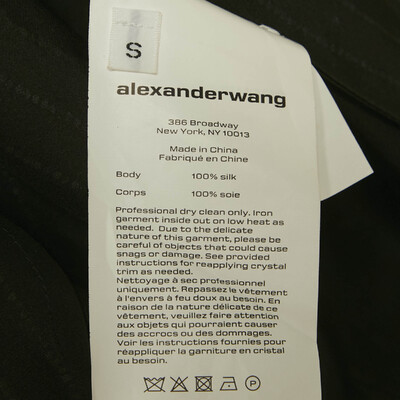 S
alexanderwang
386 Broadway
New York, NY 10013
Made in China
Fabriqué en Chine
Body 100% silk
Corps 100% soie
Professional dry clean only. Iron
garment inside out on low heat as
needed. Due to the delicate
nature of this garment, please be
careful of objects that could cause
snags or damage. See provided
instructions for reapplying crystal
trim as needed.
Nettoyage à sec professionnel
uniquement. Repassez le vêtement
à l'envers à feu doux au besoin. En
raison de la nature délicate de ce
vêtement, veuillez faire attention
aux objets qui pourraient causer
des accrocs ou des dommages.
Voir les instructions fournies pour
réappliquer la garniture en cristal
au besoin.
P